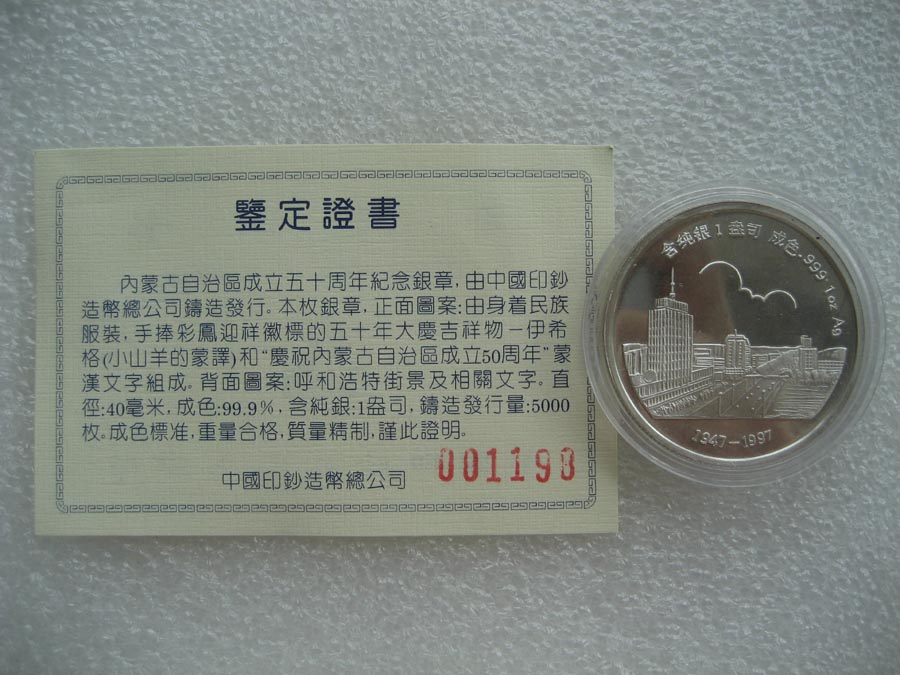 鑒定證書
內蒙古自治區成立五十周年紀念銀章，由中國印鈔
造幣總公司鑄造發行。本枚銀章，正面圖案：由身着民族
服裝，手捧彩鳳迎祥徽標的五十年大慶吉祥物－伊希
格(小山羊的蒙譯)和“慶祝內蒙古自治區成立50周年”蒙
漢文字組成。背面圖案：呼和浩特街景及相關文字。直
徑：40毫米，成色：99.9%，含純銀：1盎司，鑄造發行量：5000
枚。成色標准，重量合格，質量精制，謹此證明。
中國印鈔造幣總公司
001198
含純銀1盎司 成色·999 1oz Ag
1947－1997